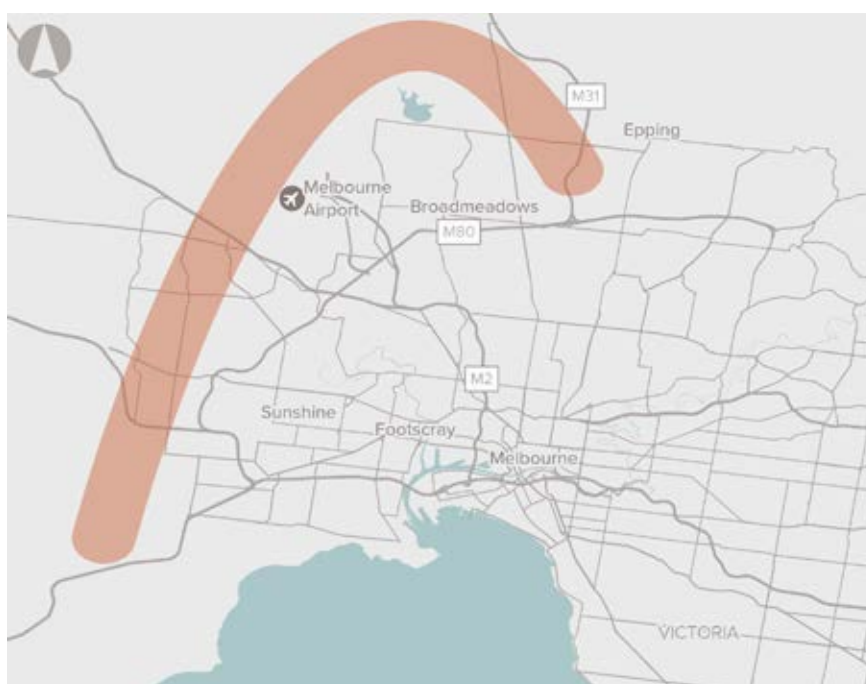 M31
Epping
Melbourne
Airport
Broadmeadows
M80
M2
Sunshine
Footscray
Melbourne
VICTORIA